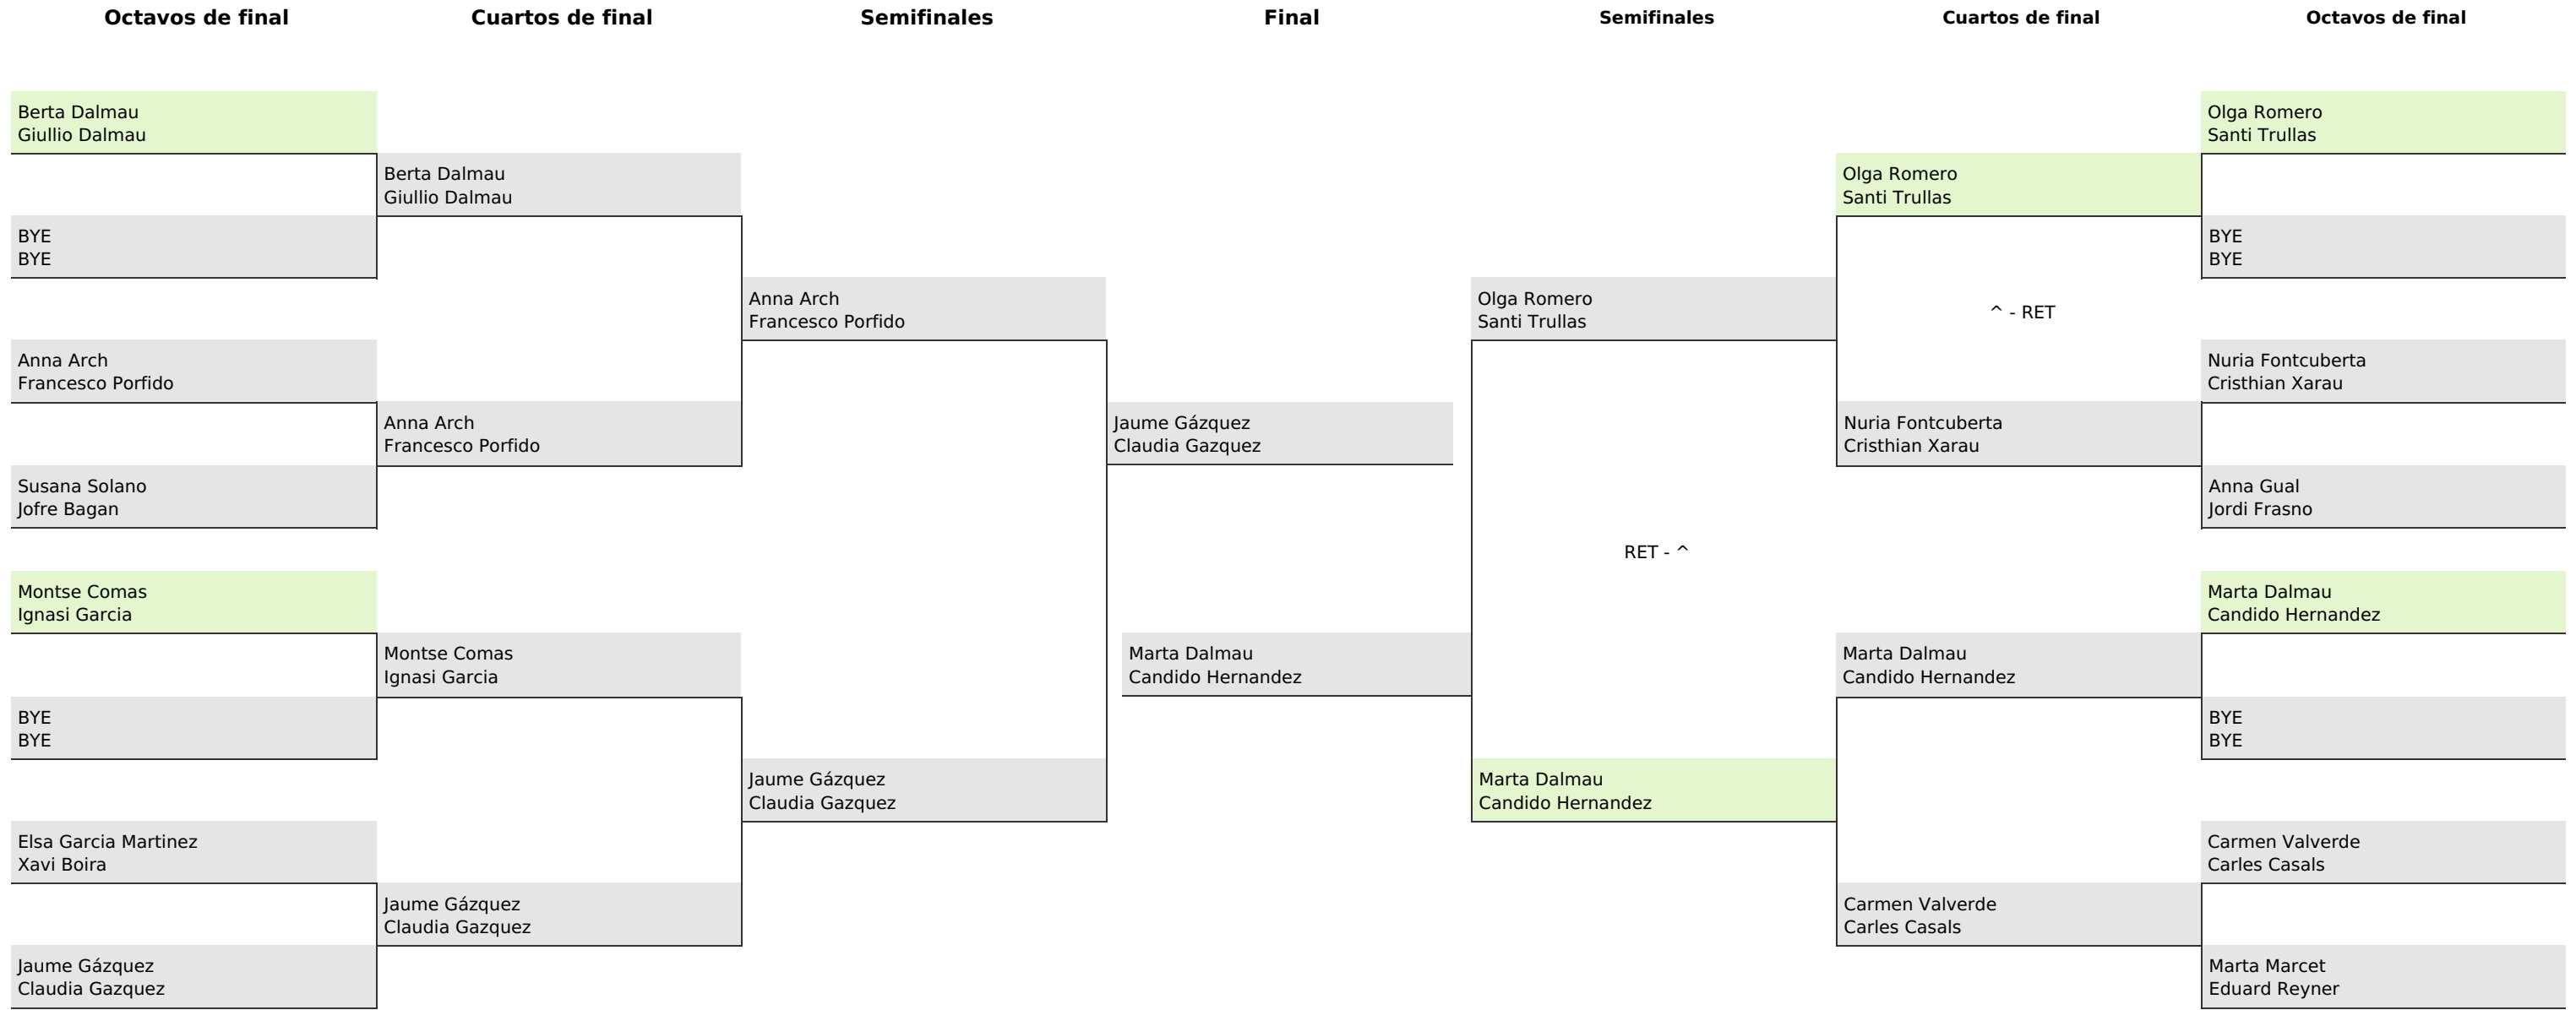 Octavos de final
Cuartos de final
Semifinales
Final
Semifinales
Cuartos de final
Octavos de final
Berta Dalmau
Giullio Dalmau
BYE
BYE
Anna Arch
Francesco Porfido
Susana Solano
Jofre Bagan
Montse Comas
Ignasi Garcia
BYE
BYE
Elsa Garcia Martinez
Xavi Boira
Jaume Gázquez
Claudia Gazquez
Berta Dalmau
Giullio Dalmau
Anna Arch
Francesco Porfido
Montse Comas
Ignasi Garcia
Jaume Gázquez
Claudia Gazquez
Anna Arch
Francesco Porfido
Jaume Gázquez
Claudia Gazquez
Jaume Gázquez
Claudia Gazquez
Marta Dalmau
Candido Hernandez
Olga Romero
Santi Trullas
RET - ^
Marta Dalmau
Candido Hernandez
Olga Romero
Santi Trullas
^ - RET
Nuria Fontcuberta
Cristhian Xarau
Marta Dalmau
Candido Hernandez
Carmen Valverde
Carles Casals
Olga Romero
Santi Trullas
BYE
BYE
Nuria Fontcuberta
Cristhian Xarau
Anna Gual
Jordi Frasno
Marta Dalmau
Candido Hernandez
BYE
BYE
Carmen Valverde
Carles Casals
Marta Marcet
Eduard Reyner